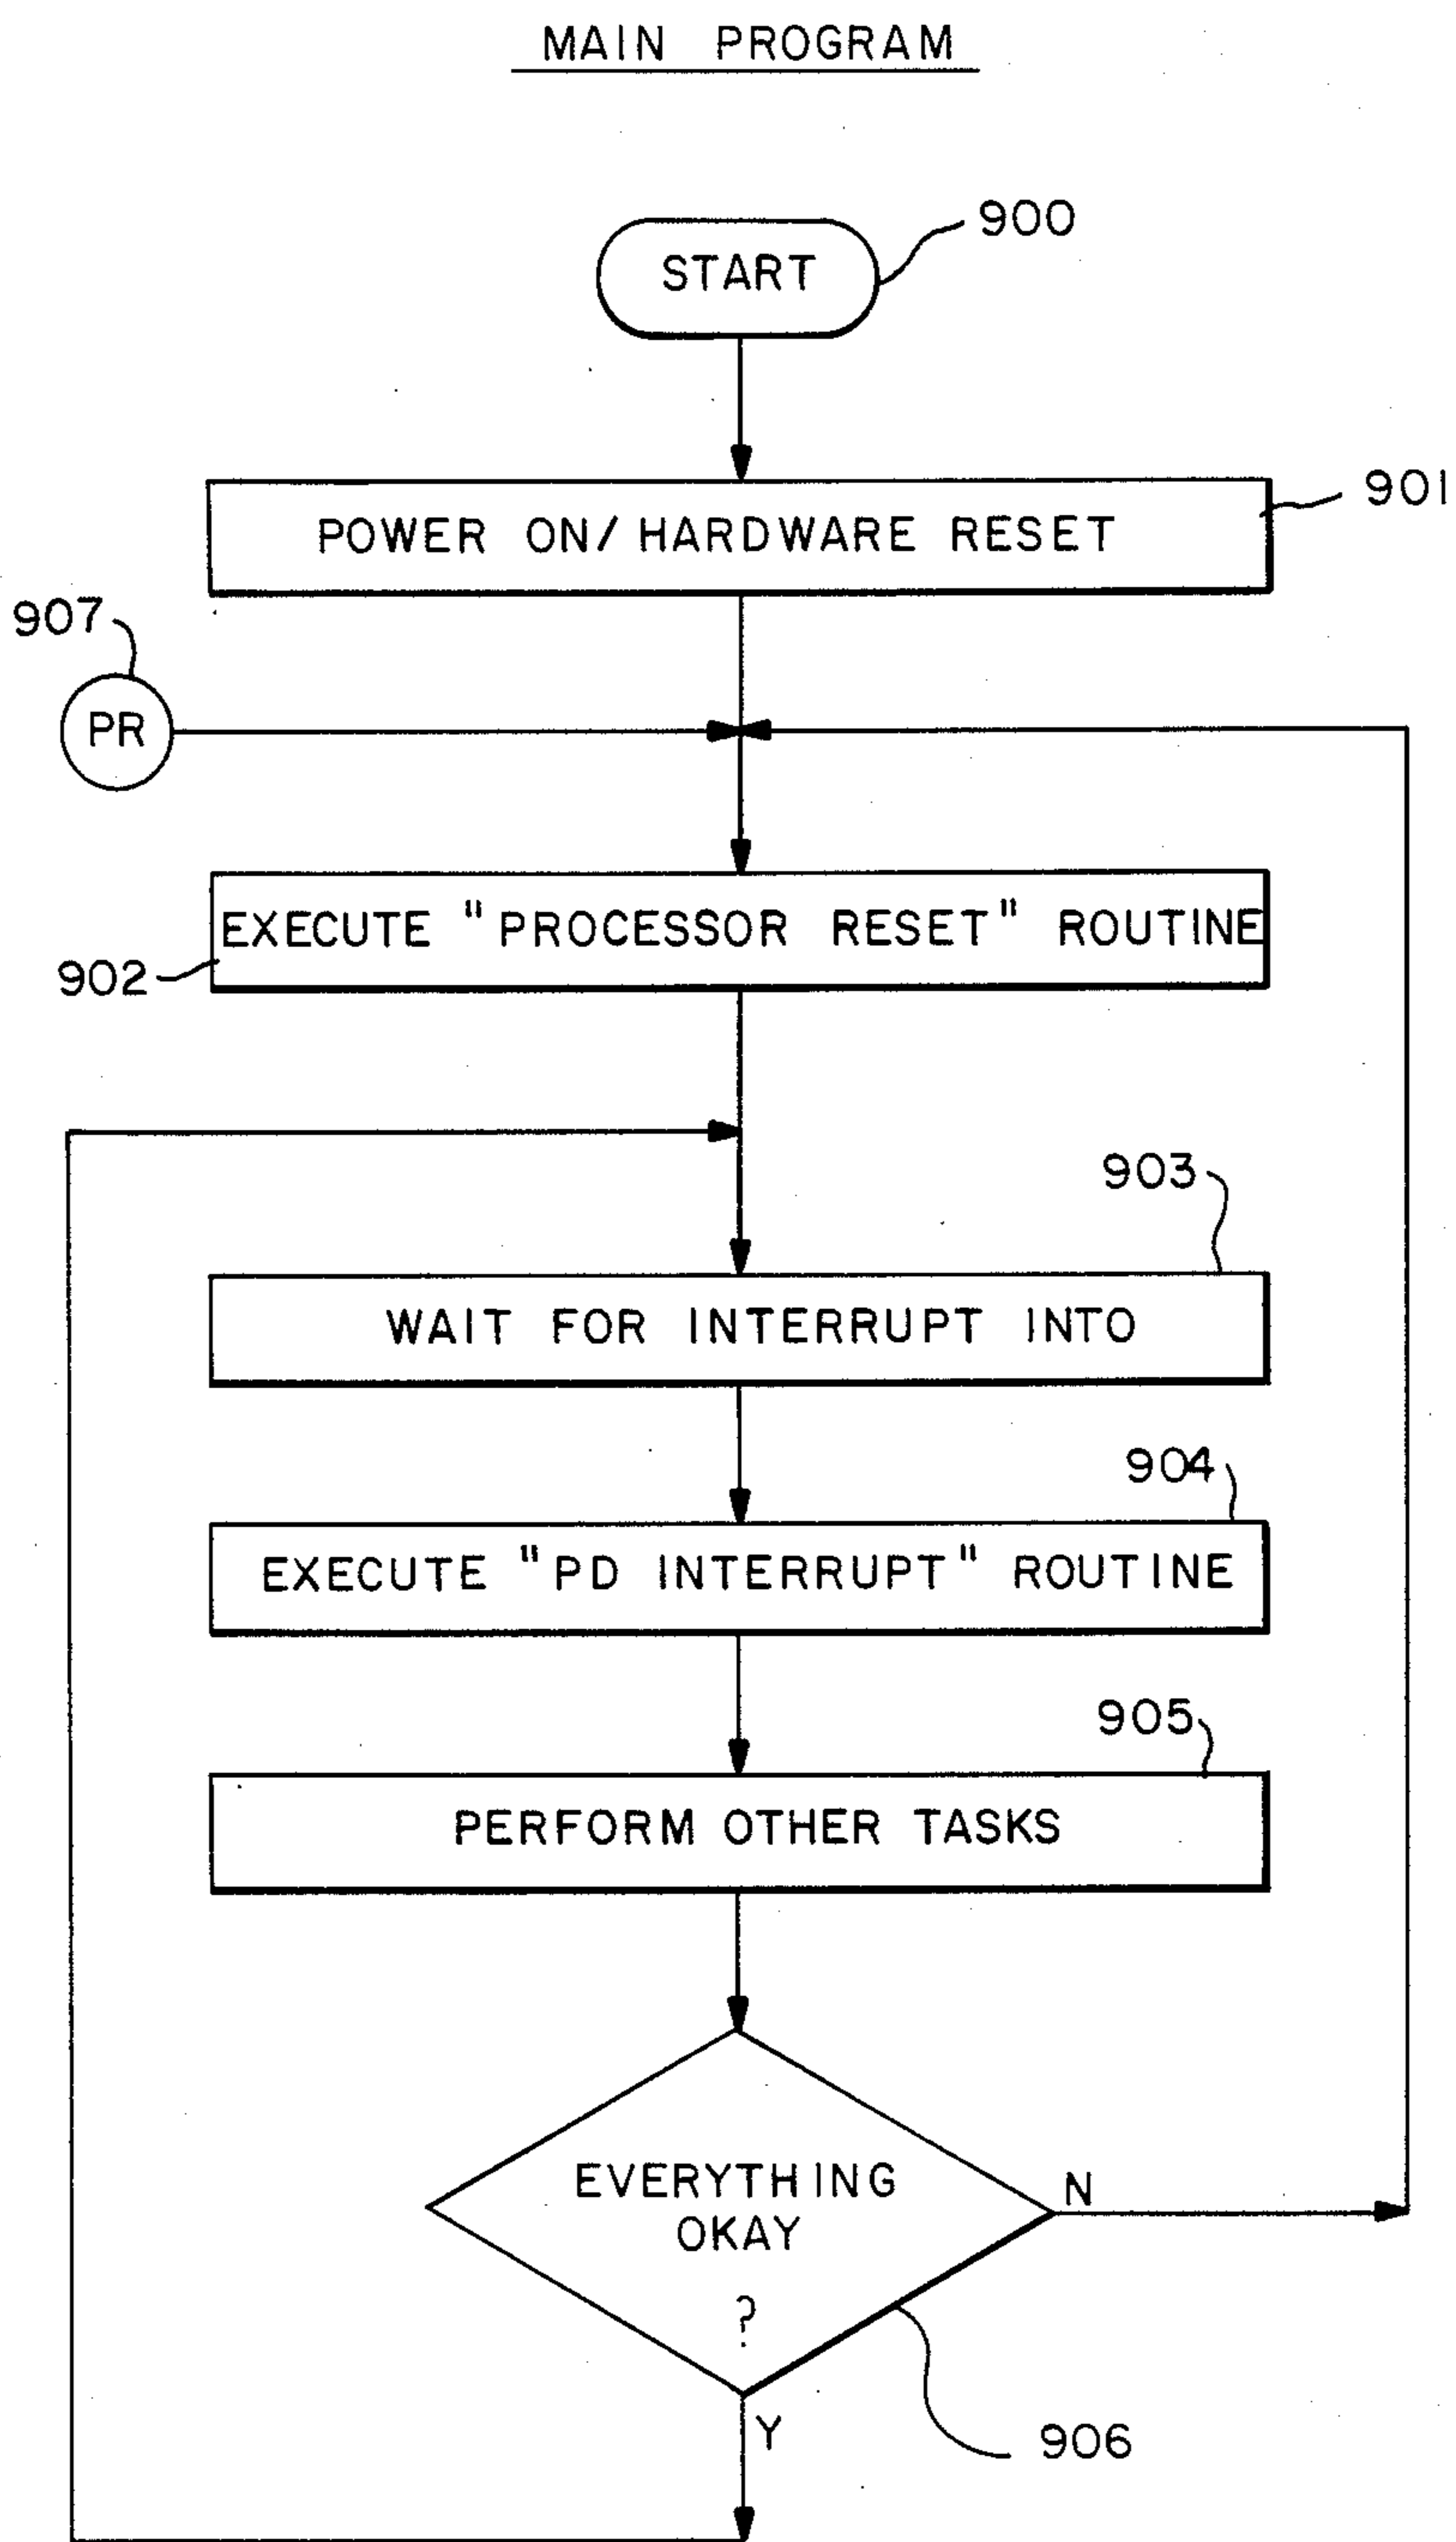 MAIN PROGRAM
START
900
POWER ON/HARDWARE RESET
901
907
PR
EXECUTE "PROCESSOR RESET" ROUTINE
902
903
WAIT FOR INTERRUPT INTO
904
EXECUTE "PD INTERRUPT" ROUTINE
905
PERFORM OTHER TASKS
EVERYTHING
OKAY
?
N
Y
906